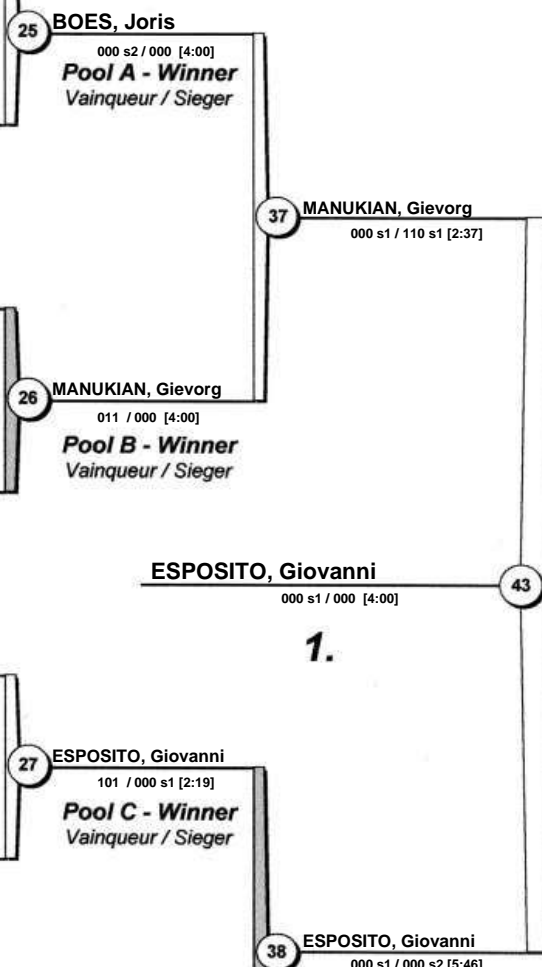 25 BOES, Joris
000 s2 / 000 [4:00]
Pool A - Winner
Vainqueur / Sieger
37 MANUKIAN, Gievorg
000 s1 / 110 s1 [2:37]
26 MANUKIAN, Gievorg
011 / 000 [4:00]
Pool B - Winner
Vainqueur / Sieger
ESPOSITO, Giovanni 43
000 s1 / 000 [4:00]
1.
27 ESPOSITO, Giovanni
101 / 000 s1 [2:19]
Pool C - Winner
Vainqueur / Sieger
38 ESPOSITO, Giovanni
000 s1 / 000 s2 [5:46]